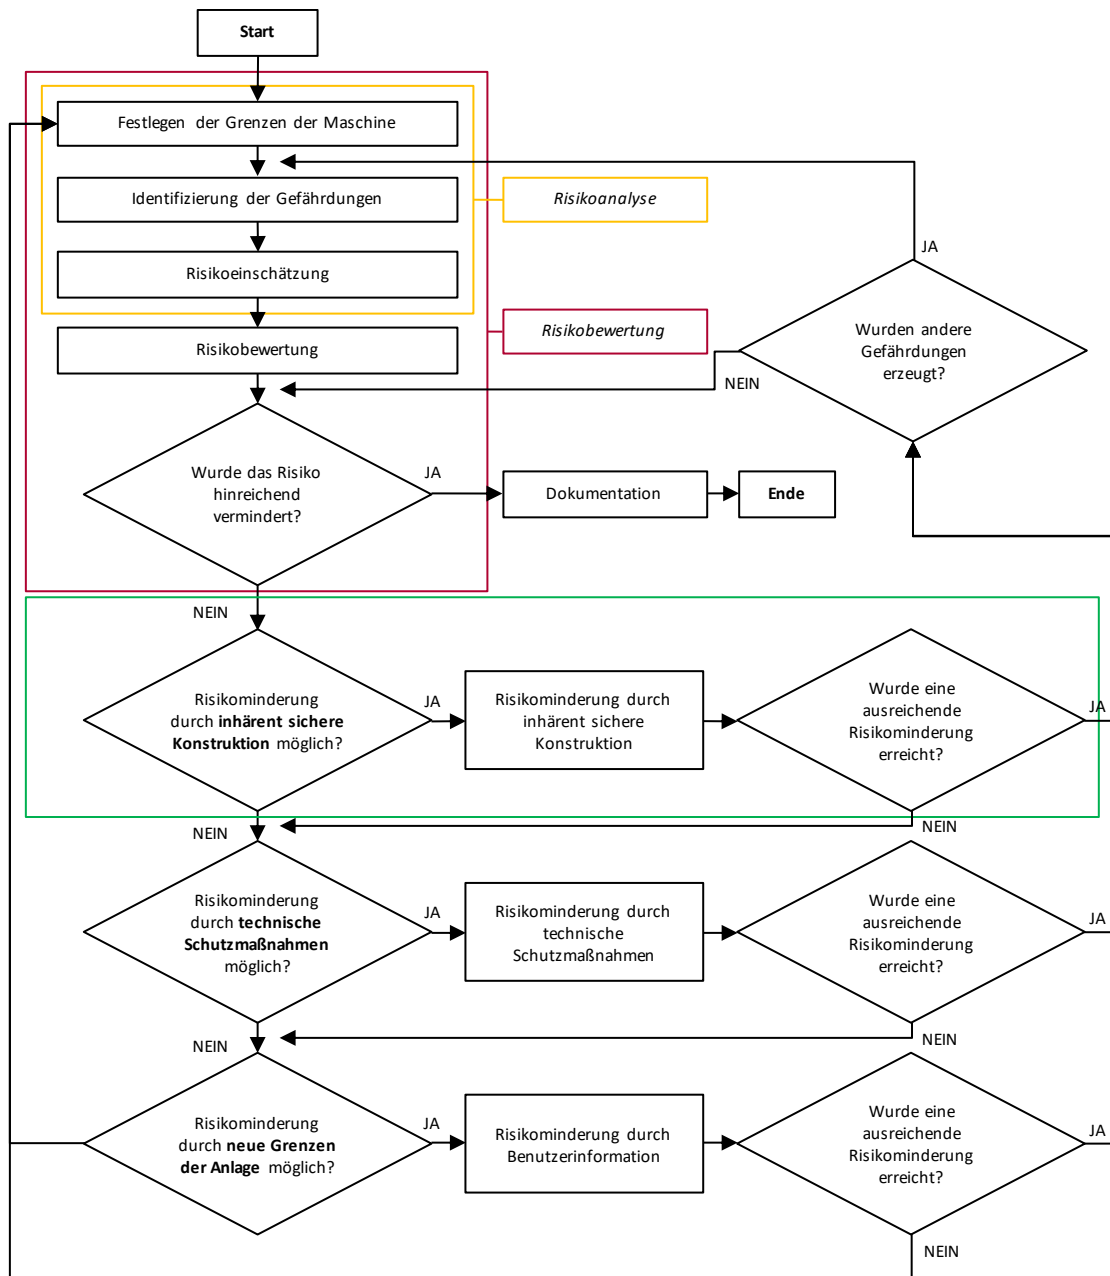 Start
Festlegen der Grenzen der Maschine
Identifizierung der Gefährdungen
Risikoanalyse
Risikoeinschätzung
Risikobewertung
Risikobewertung
JA
Wurden andere
Gefährdungen
erzeugt?
NEIN
Wurde das Risiko
hinreichend
vermindert?
JA
Dokumentation
Ende
NEIN
Risikominderung
durch inhärent sichere
Konstruktion möglich?
JA
Risikominderung durch
inhärent sichere
Konstruktion
Wurde eine
ausreichende
Risikominderung
erreicht?
JA
NEIN
NEIN
Risikominderung
durch technische
Schutzmaßnahmen
möglich?
JA
Risikominderung durch
technische
Schutzmaßnahmen
Wurde eine
ausreichende
Risikominderung
erreicht?
JA
NEIN
NEIN
Risikominderung
durch neue Grenzen
der Anlage möglich?
JA
Risikominderung durch
Benutzerinformation
Wurde eine
ausreichende
Risikominderung
erreicht?
JA
NEIN